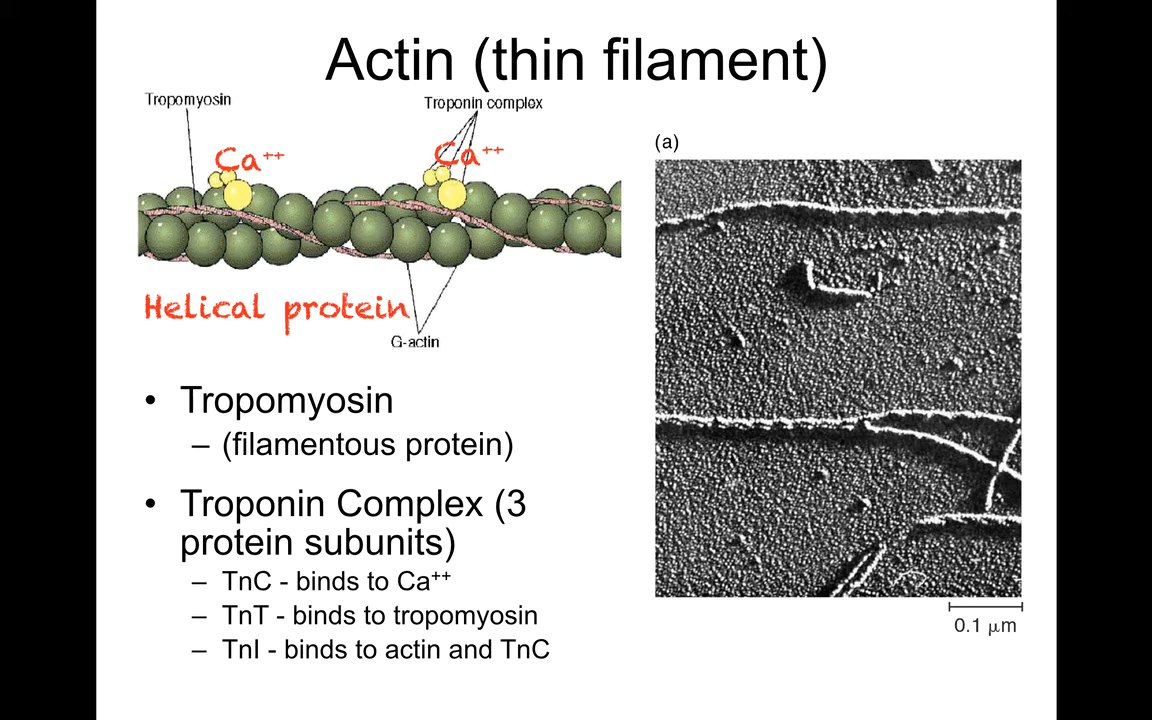 Actin (thin filament)
Tropomyosin
Troponin complex
Ca++
Ca++
(a)
Helical protein
G-actin
• Tropomyosin
– (filamentous protein)
• Troponin Complex (3
protein subunits)
– TnC - binds to Ca++
– TnT - binds to tropomyosin
– TnI - binds to actin and TnC
0.1 μm